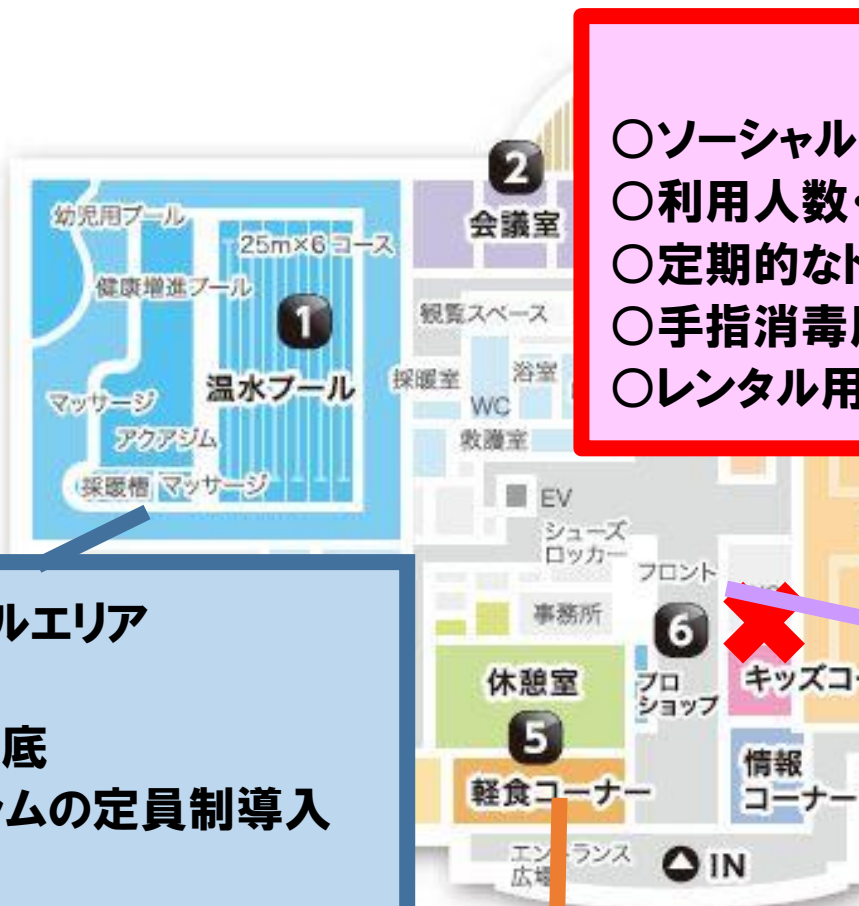 ○ソーシャル
○利用人数・
○定期的な
○手指消毒
○レンタル用
2
会議室
幼児用プール
25m×6コース
健康増進プール
1
温水プール
観覧スペース
採暖室
浴室
WC
救護室
マッサージ
アクアジム
採暖槽
マッサージ
EV
シューズ
ロッカー
フロント
事務所
6
プロ
ショップ
キッズコー
休憩室
5
軽食コーナー
情報
コーナー
エントランス
広場
IN
ルエリア
底
ラムの定員制導入